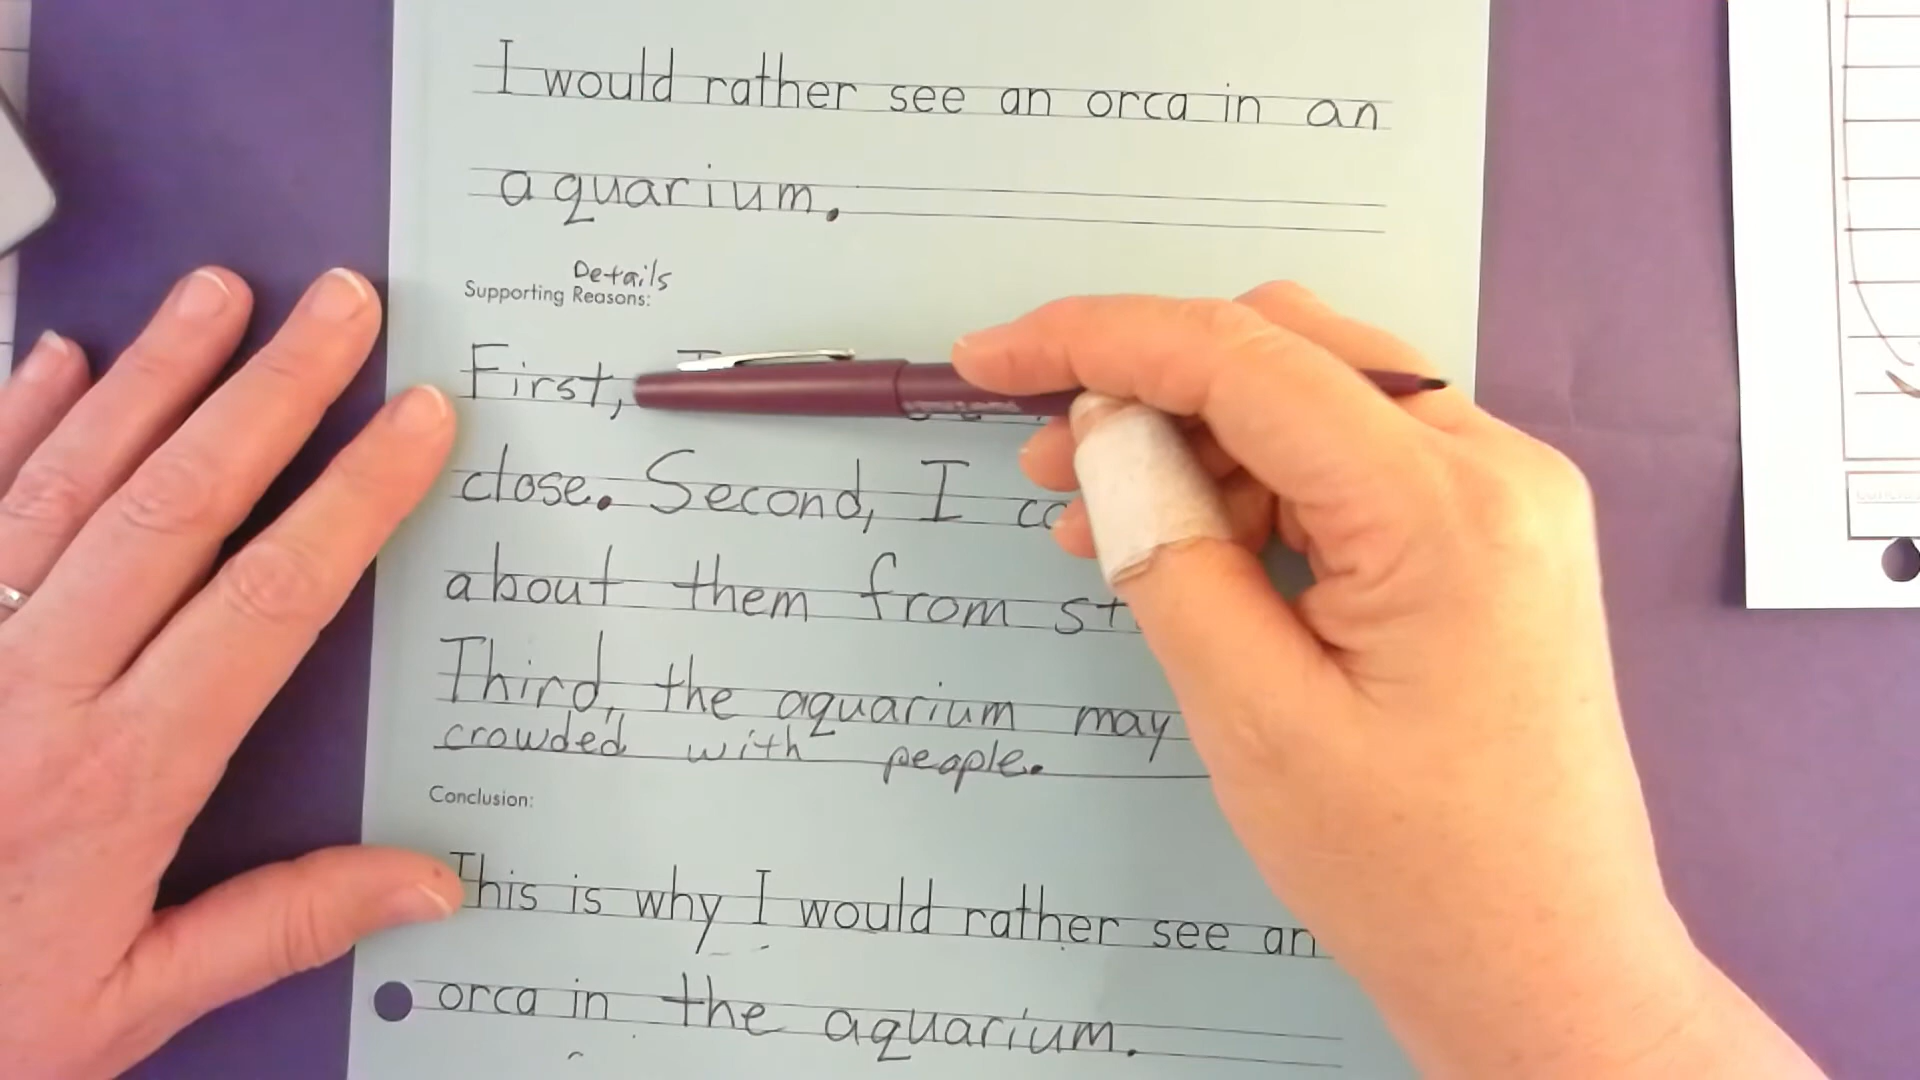 I would rather see an orca in an
aquarium.
Details
Supporting Reasons:
First,
close. Second, I
about them from
Third, the aquarium may
crowded with people.
Conclusion:
This is why I would rather see an
orca in the aquarium.